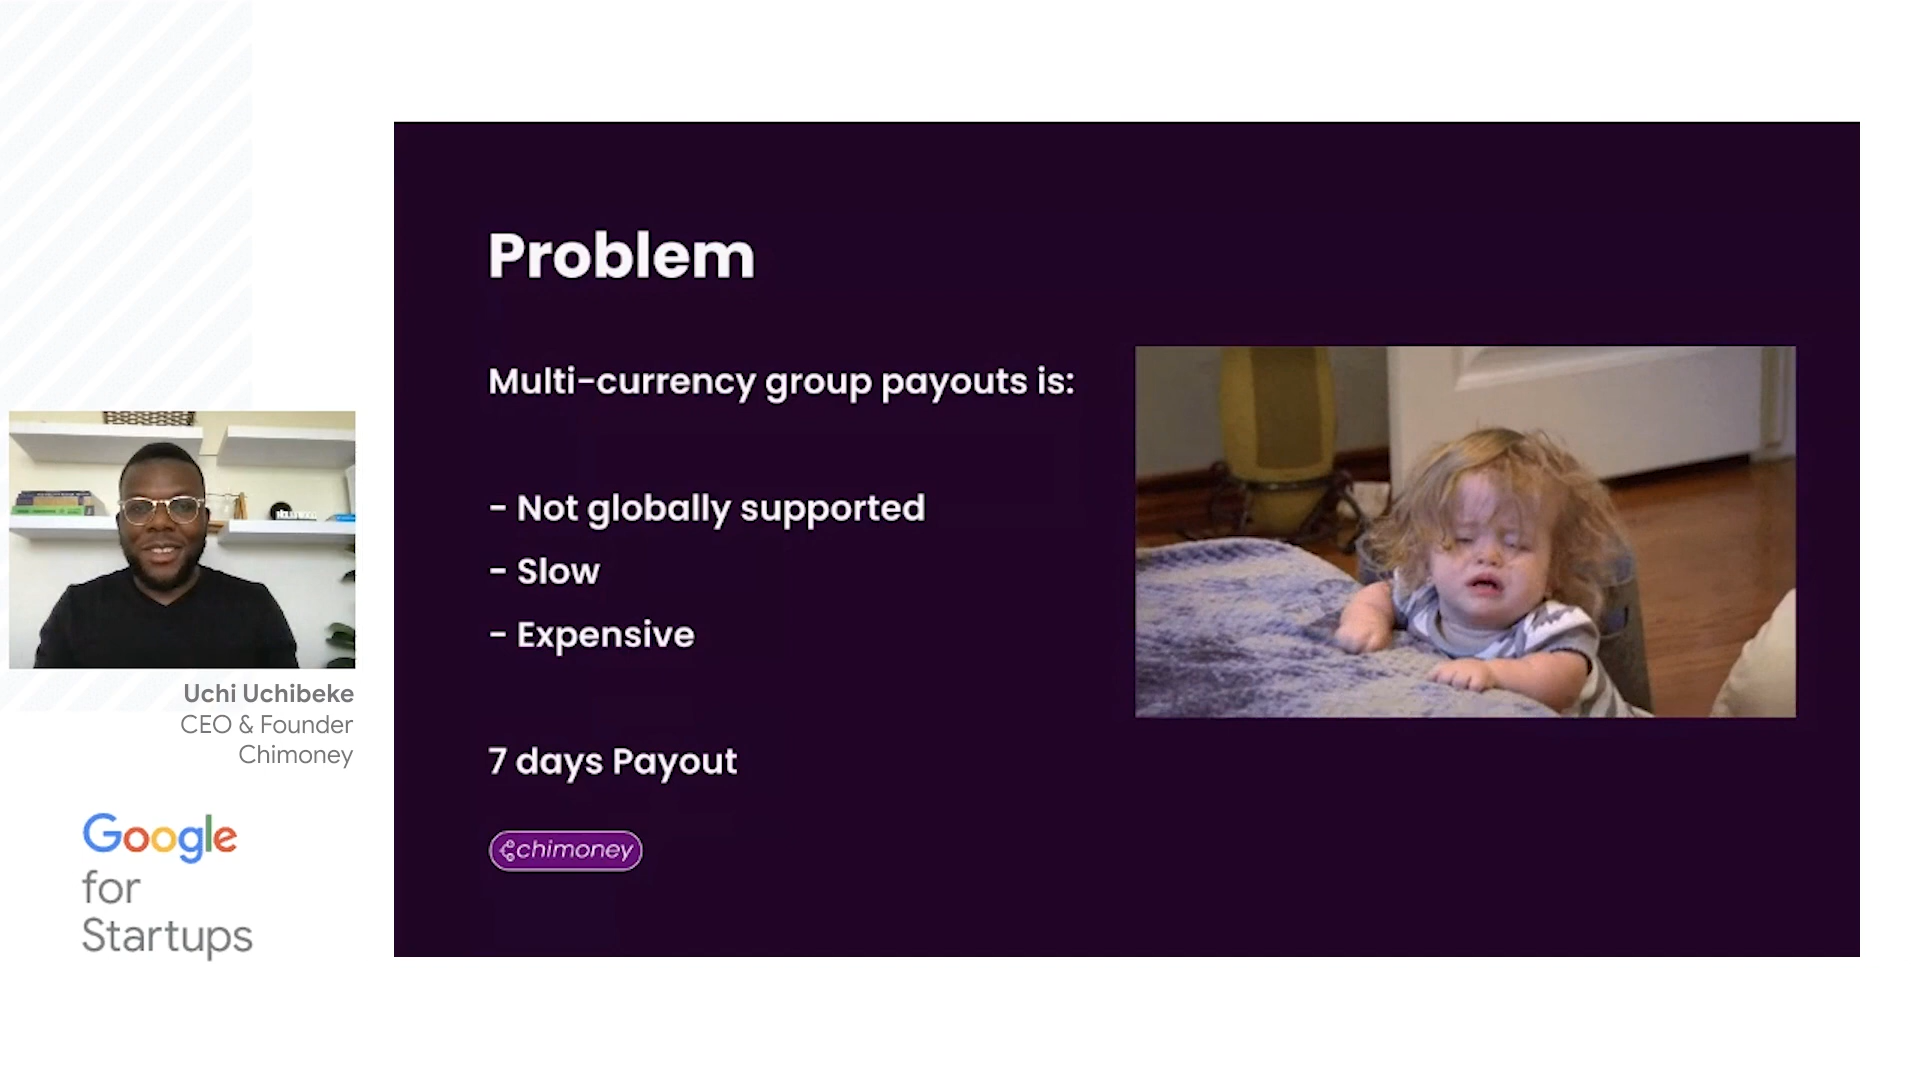 Problem
Multi-currency group payouts is:
- Not globally supported
- Slow
- Expensive
7 days Payout
chimoney
Uchi Uchibeke
CEO & Founder
Chimoney
Google
for
Startups